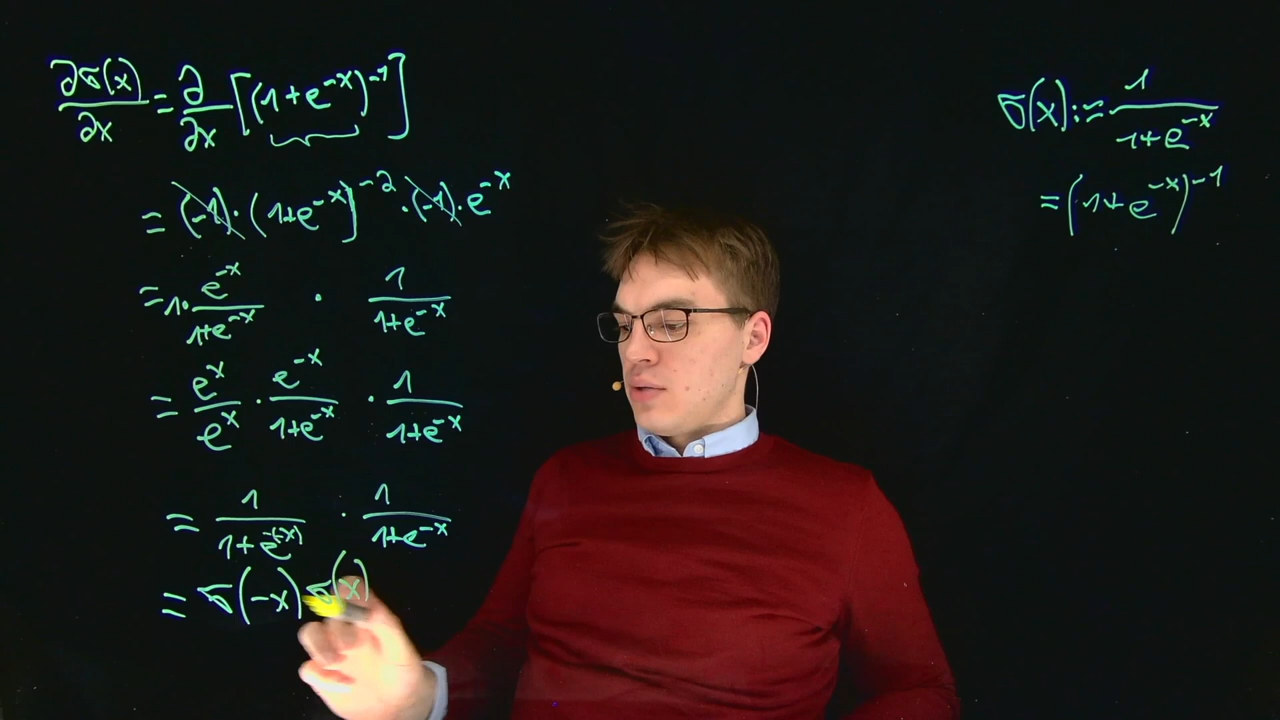 ∂σ(x)/∂x = ∂/∂x [(1+e^{-x})^{-1}]
= (-1)·(1+e^{-x})^{-2}·(-1)·e^{-x}
= 1·e^{-x}/(1+e^{-x}) · 1/(1+e^{-x})
= e^x/e^x · e^{-x}/(1+e^{-x}) · 1/(1+e^{-x})
= 1/(1+e^{-(-x)}) · 1/(1+e^{-x})
= σ(-x) σ(x)
σ(x) := 1/(1+e^{-x})
= (1+e^{-x})^{-1}